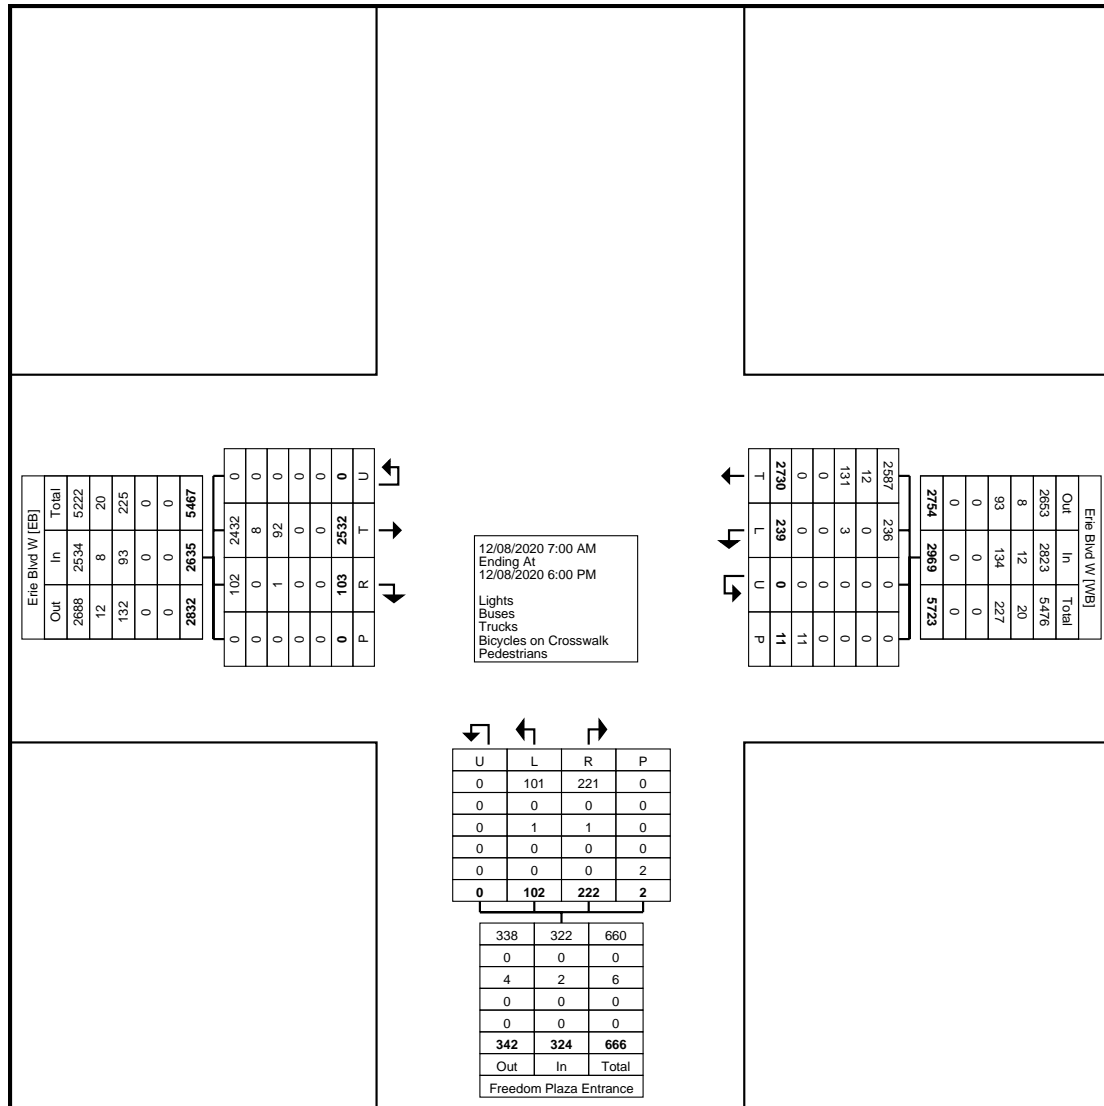 12/08/2020 7:00 AM
Ending At
12/08/2020 6:00 PM
Lights
Buses
Trucks
Bicycles on Crosswalk
Pedestrians
Erie Blvd W [EB]
Total In Out
5222 2534 2688
20 8 12
225 93 132
0 0 0
0 0 0
5467 2635 2832
0 2432 102 0
0 8 0 0
0 92 1 0
0 0 0 0
0 0 0 0
0 2532 103 0
U T R P
Erie Blvd W [WB]
Out In Total
2653 2823 5476
8 12 20
93 134 227
0 0 0
0 0 0
2754 2969 5723
2587 236 0 0
12 0 0 0
131 3 0 0
0 0 0 0
0 0 0 11
2730 239 0 11
T L U P
U L R P
0 101 221 0
0 0 0 0
0 1 1 0
0 0 0 0
0 0 0 2
0 102 222 2
338 322 660
0 0 0
4 2 6
0 0 0
0 0 0
342 324 666
Out In Total
Freedom Plaza Entrance